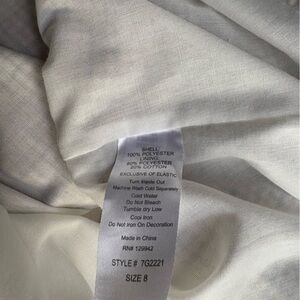 SHELL:
100% POLYESTER
LINING:
80% POLYESTER
20% COTTON
EXCLUSIVE OF ELASTIC
Turn Inside Out
Machine Wash Cold Separately
Cold Water
Do Not Bleach
Tumble dry Low
Cool Iron
Do Not Iron On Decoration
Made in China
RN# 129942
STYLE # 7G2221
SIZE 8